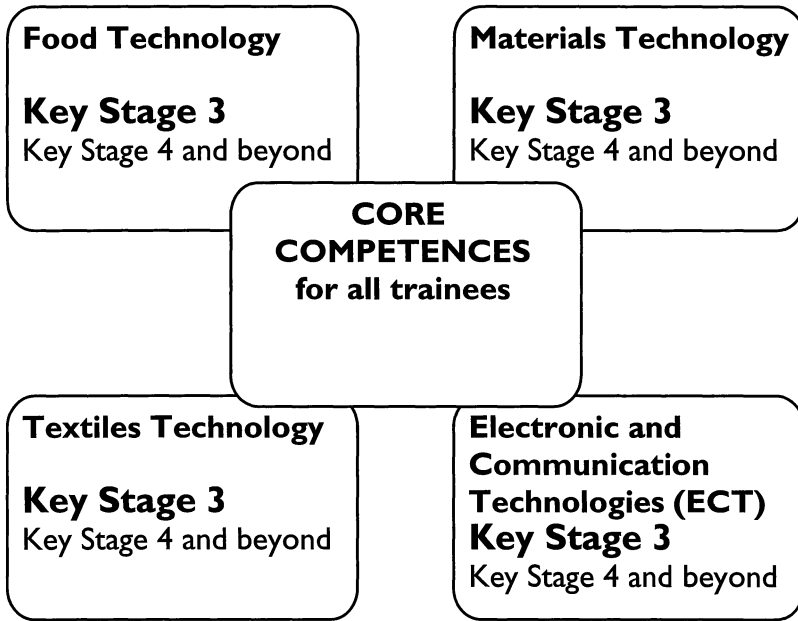 Food Technology
Key Stage 3
Key Stage 4 and beyond
Materials Technology
Key Stage 3
Key Stage 4 and beyond
CORE
COMPETENCES
for all trainees
Textiles Technology
Key Stage 3
Key Stage 4 and beyond
Electronic and
Communication
Technologies (ECT)
Key Stage 3
Key Stage 4 and beyond